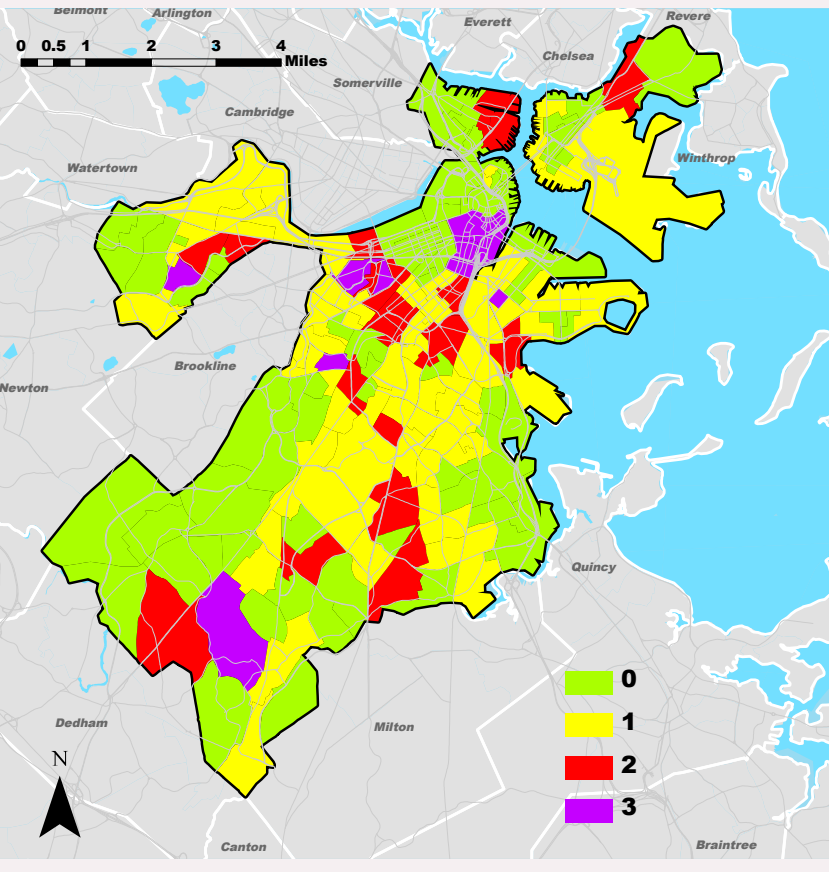 Belmont
Arlington
Everett
Revere
0 0.5 1 2 3 4
Miles
Chelsea
Somerville
Cambridge
Watertown
Winthrop
Brookline
Newton
Quincy
0
1
2
3
Dedham
Milton
N
Canton
Braintree